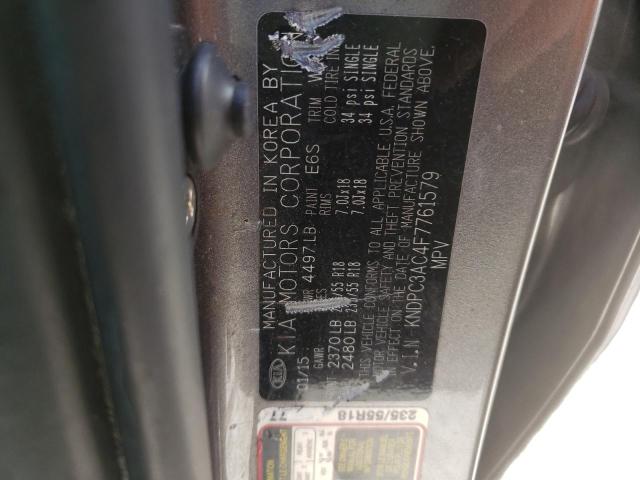 MANUFACTURED IN KOREA BY
KIA MOTORS CORPORATION
KIA
01/15 4497LB PAINT E6S TRIM
GAWR RIMS COLD TIRE
2370LB /55 R18 7.0JX18 34 psi SINGLE
2480LB /55 R18 7.0JX18 34 psi SINGLE
THIS VEHICLE CONFORMS TO ALL APPLICABLE U.S.A. FEDERAL
MOTOR VEHICLE SAFETY AND THEFT PREVENTION STANDARDS
IN EFFECT ON THE DATE OF MANUFACTURE SHOWN ABOVE.
V.I.N KNDPC3AC4F7761579
MPV
77 235/55R18